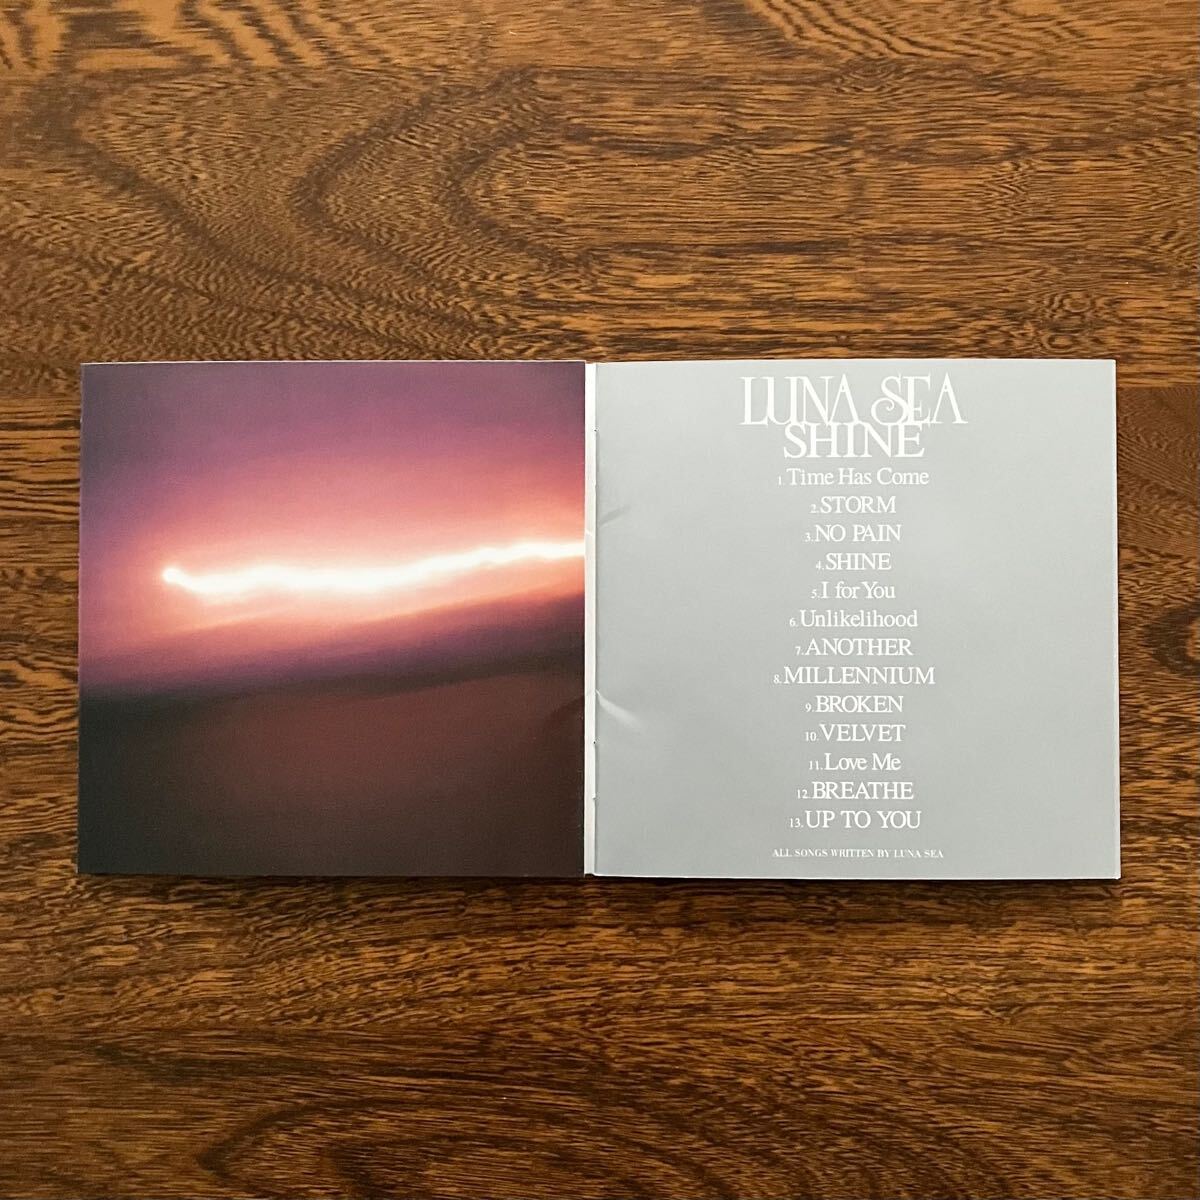 LUNA SEA
SHINE
1.Time Has Come
2.STORM
3.NO PAIN
4.SHINE
5.I for You
6.Unlikelihood
7.ANOTHER
8.MILLENNIUM
9.BROKEN
10.VELVET
11.Love Me
12.BREATHE
13.UP TO YOU
ALL SONGS WRITTEN BY LUNA SEA